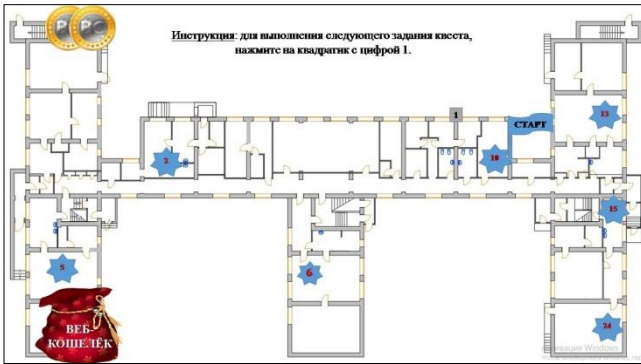 Инструкция: для выполнения следующего задания квеста,
нажмите на квадратик с цифрой 1.
1
СТАРТ
13
2
10
15
5
6
24
ВЕБ-
КОШЕЛЁК